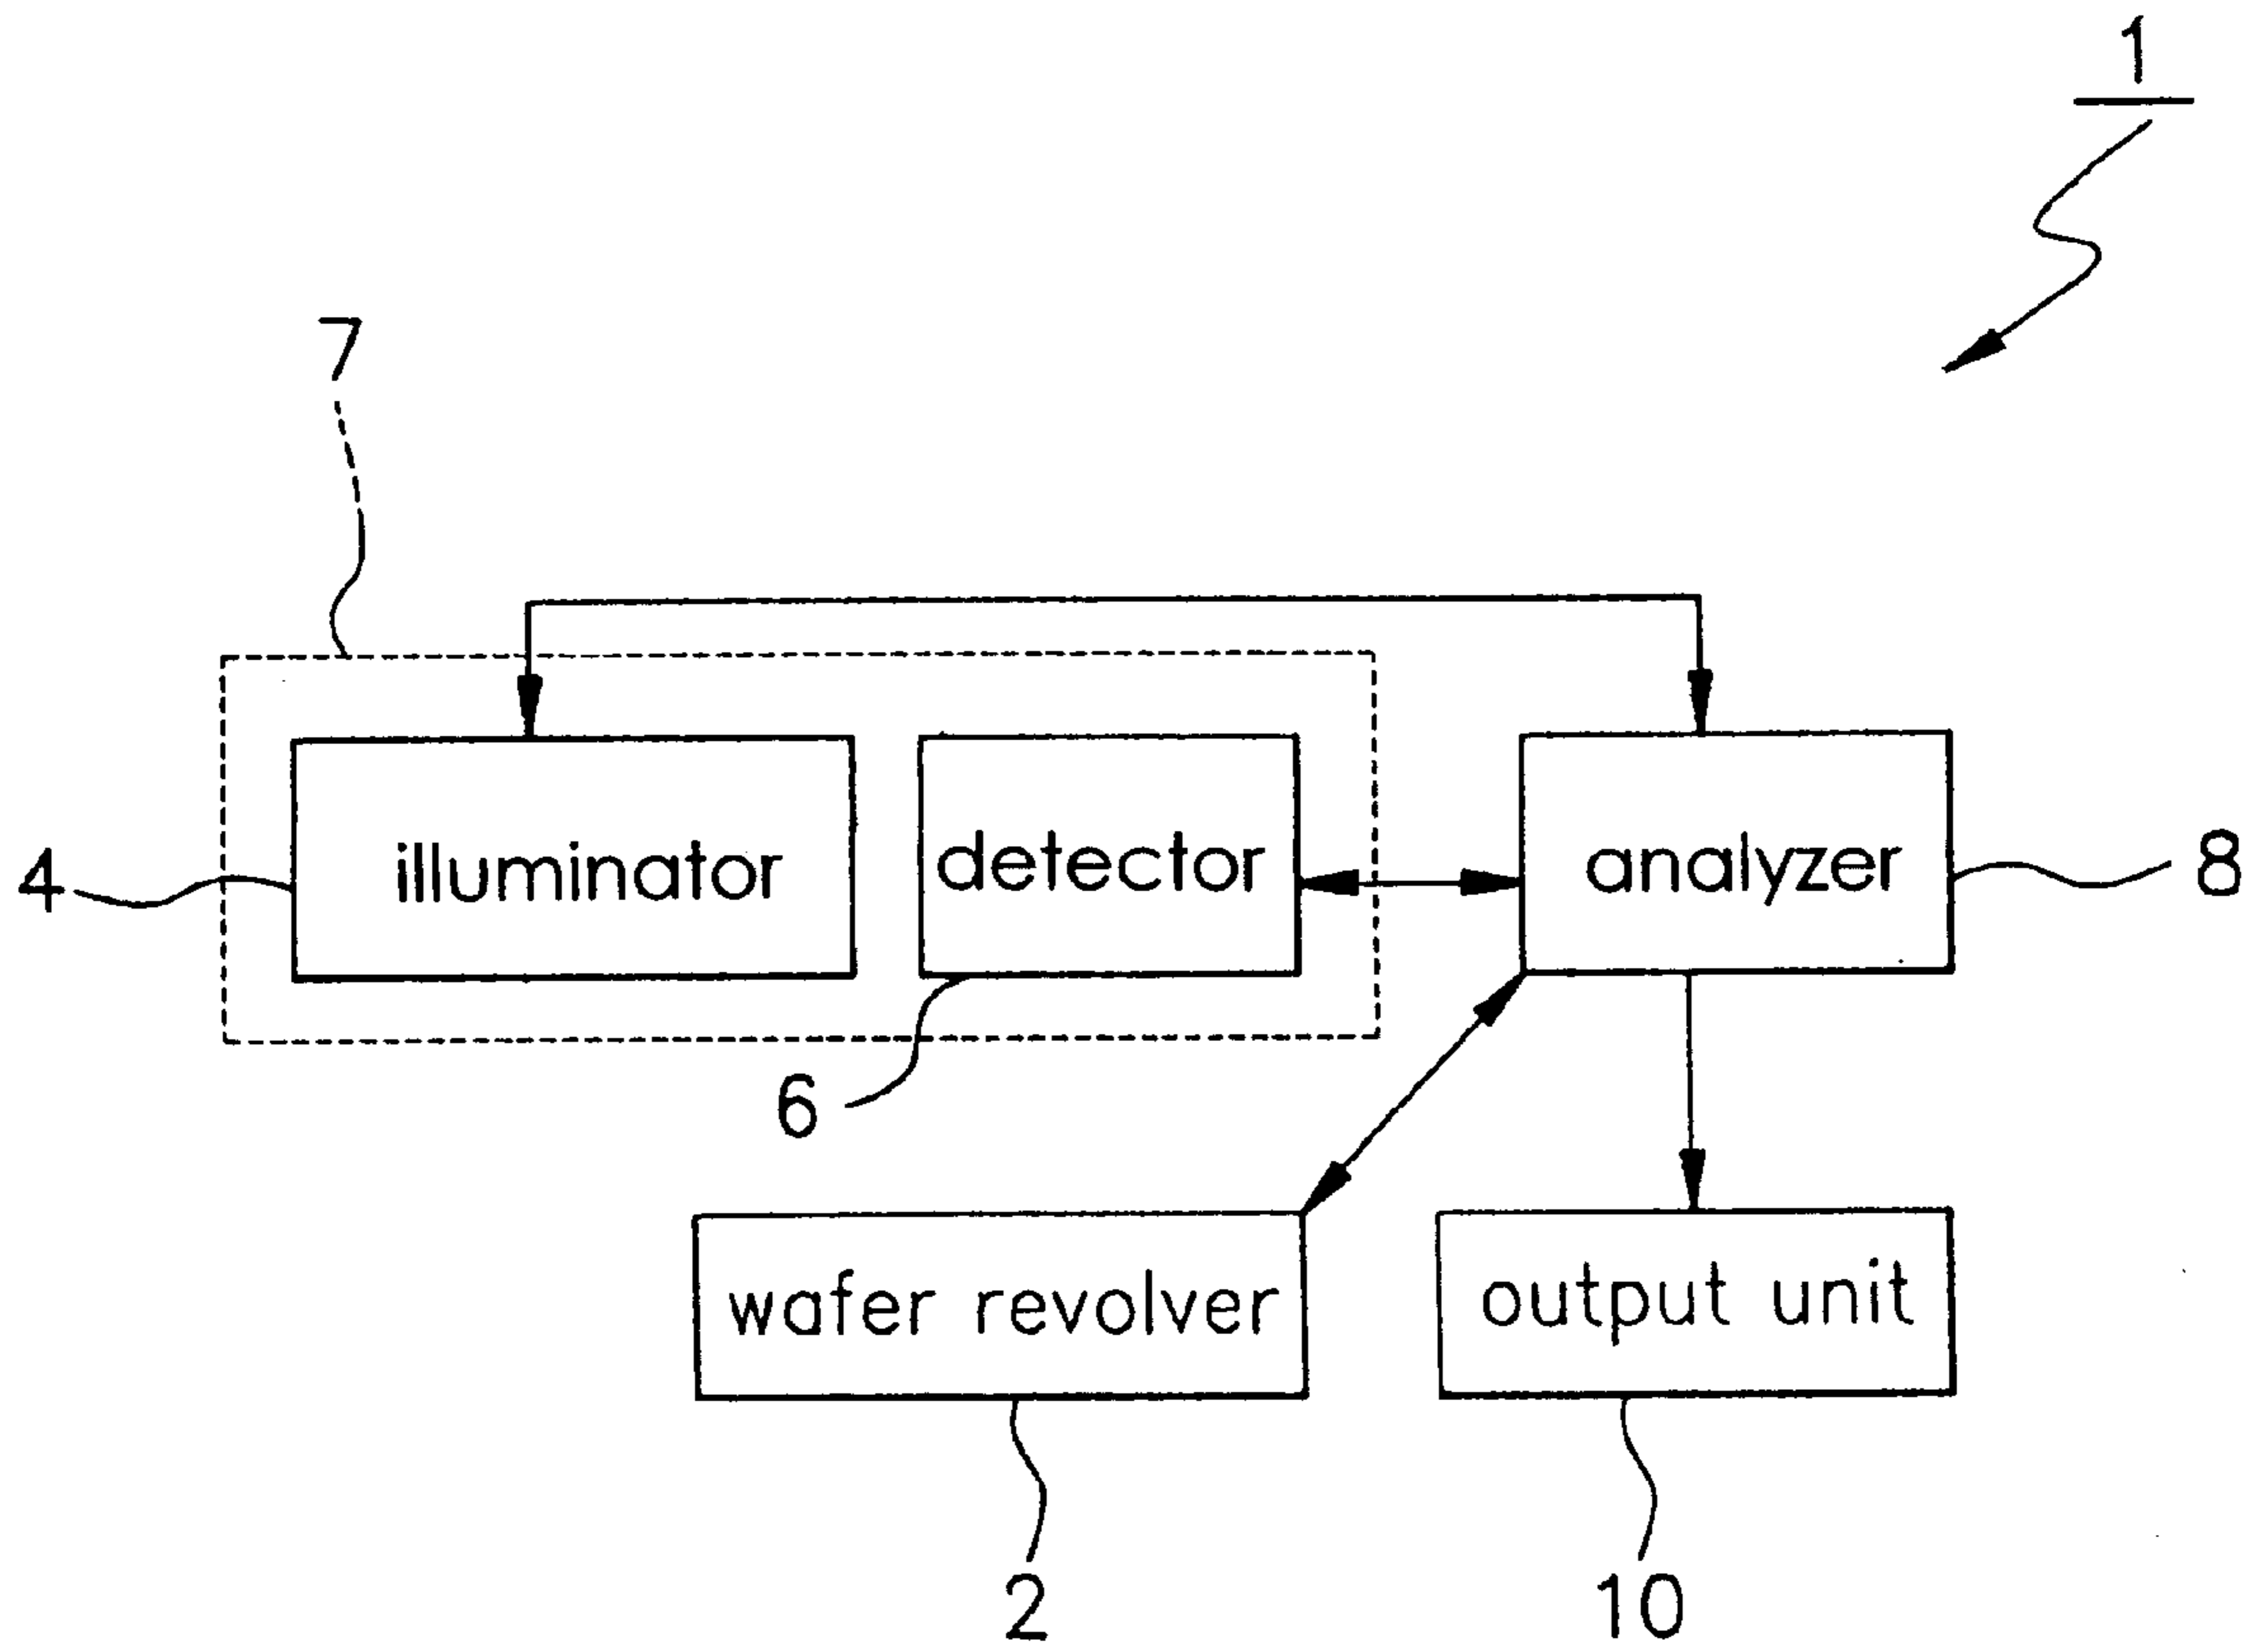 1
7
illuminator
detector
analyzer
4
8
6
wafer revolver
output unit
2
10